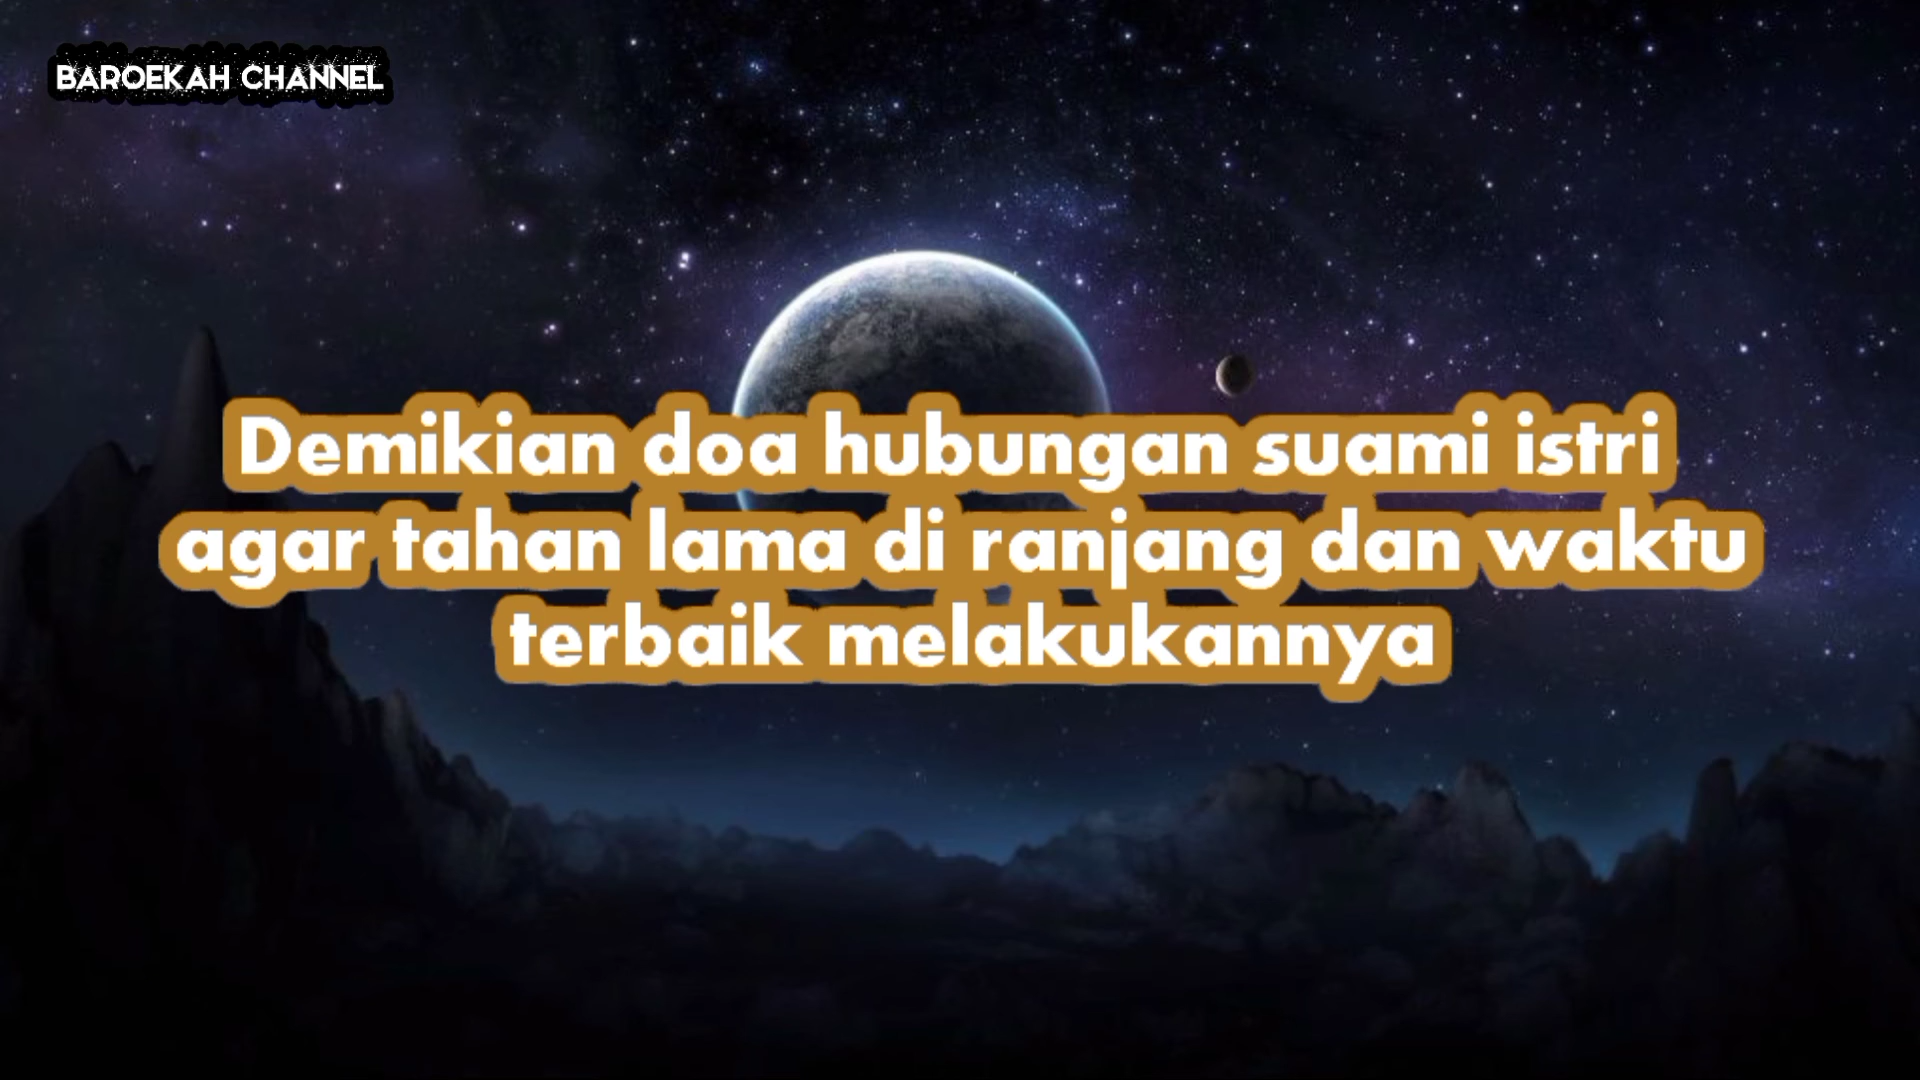 BAROEKAH CHANNEL
Demikian doa hubungan suami istri
agar tahan lama di ranjang dan waktu
terbaik melakukannya